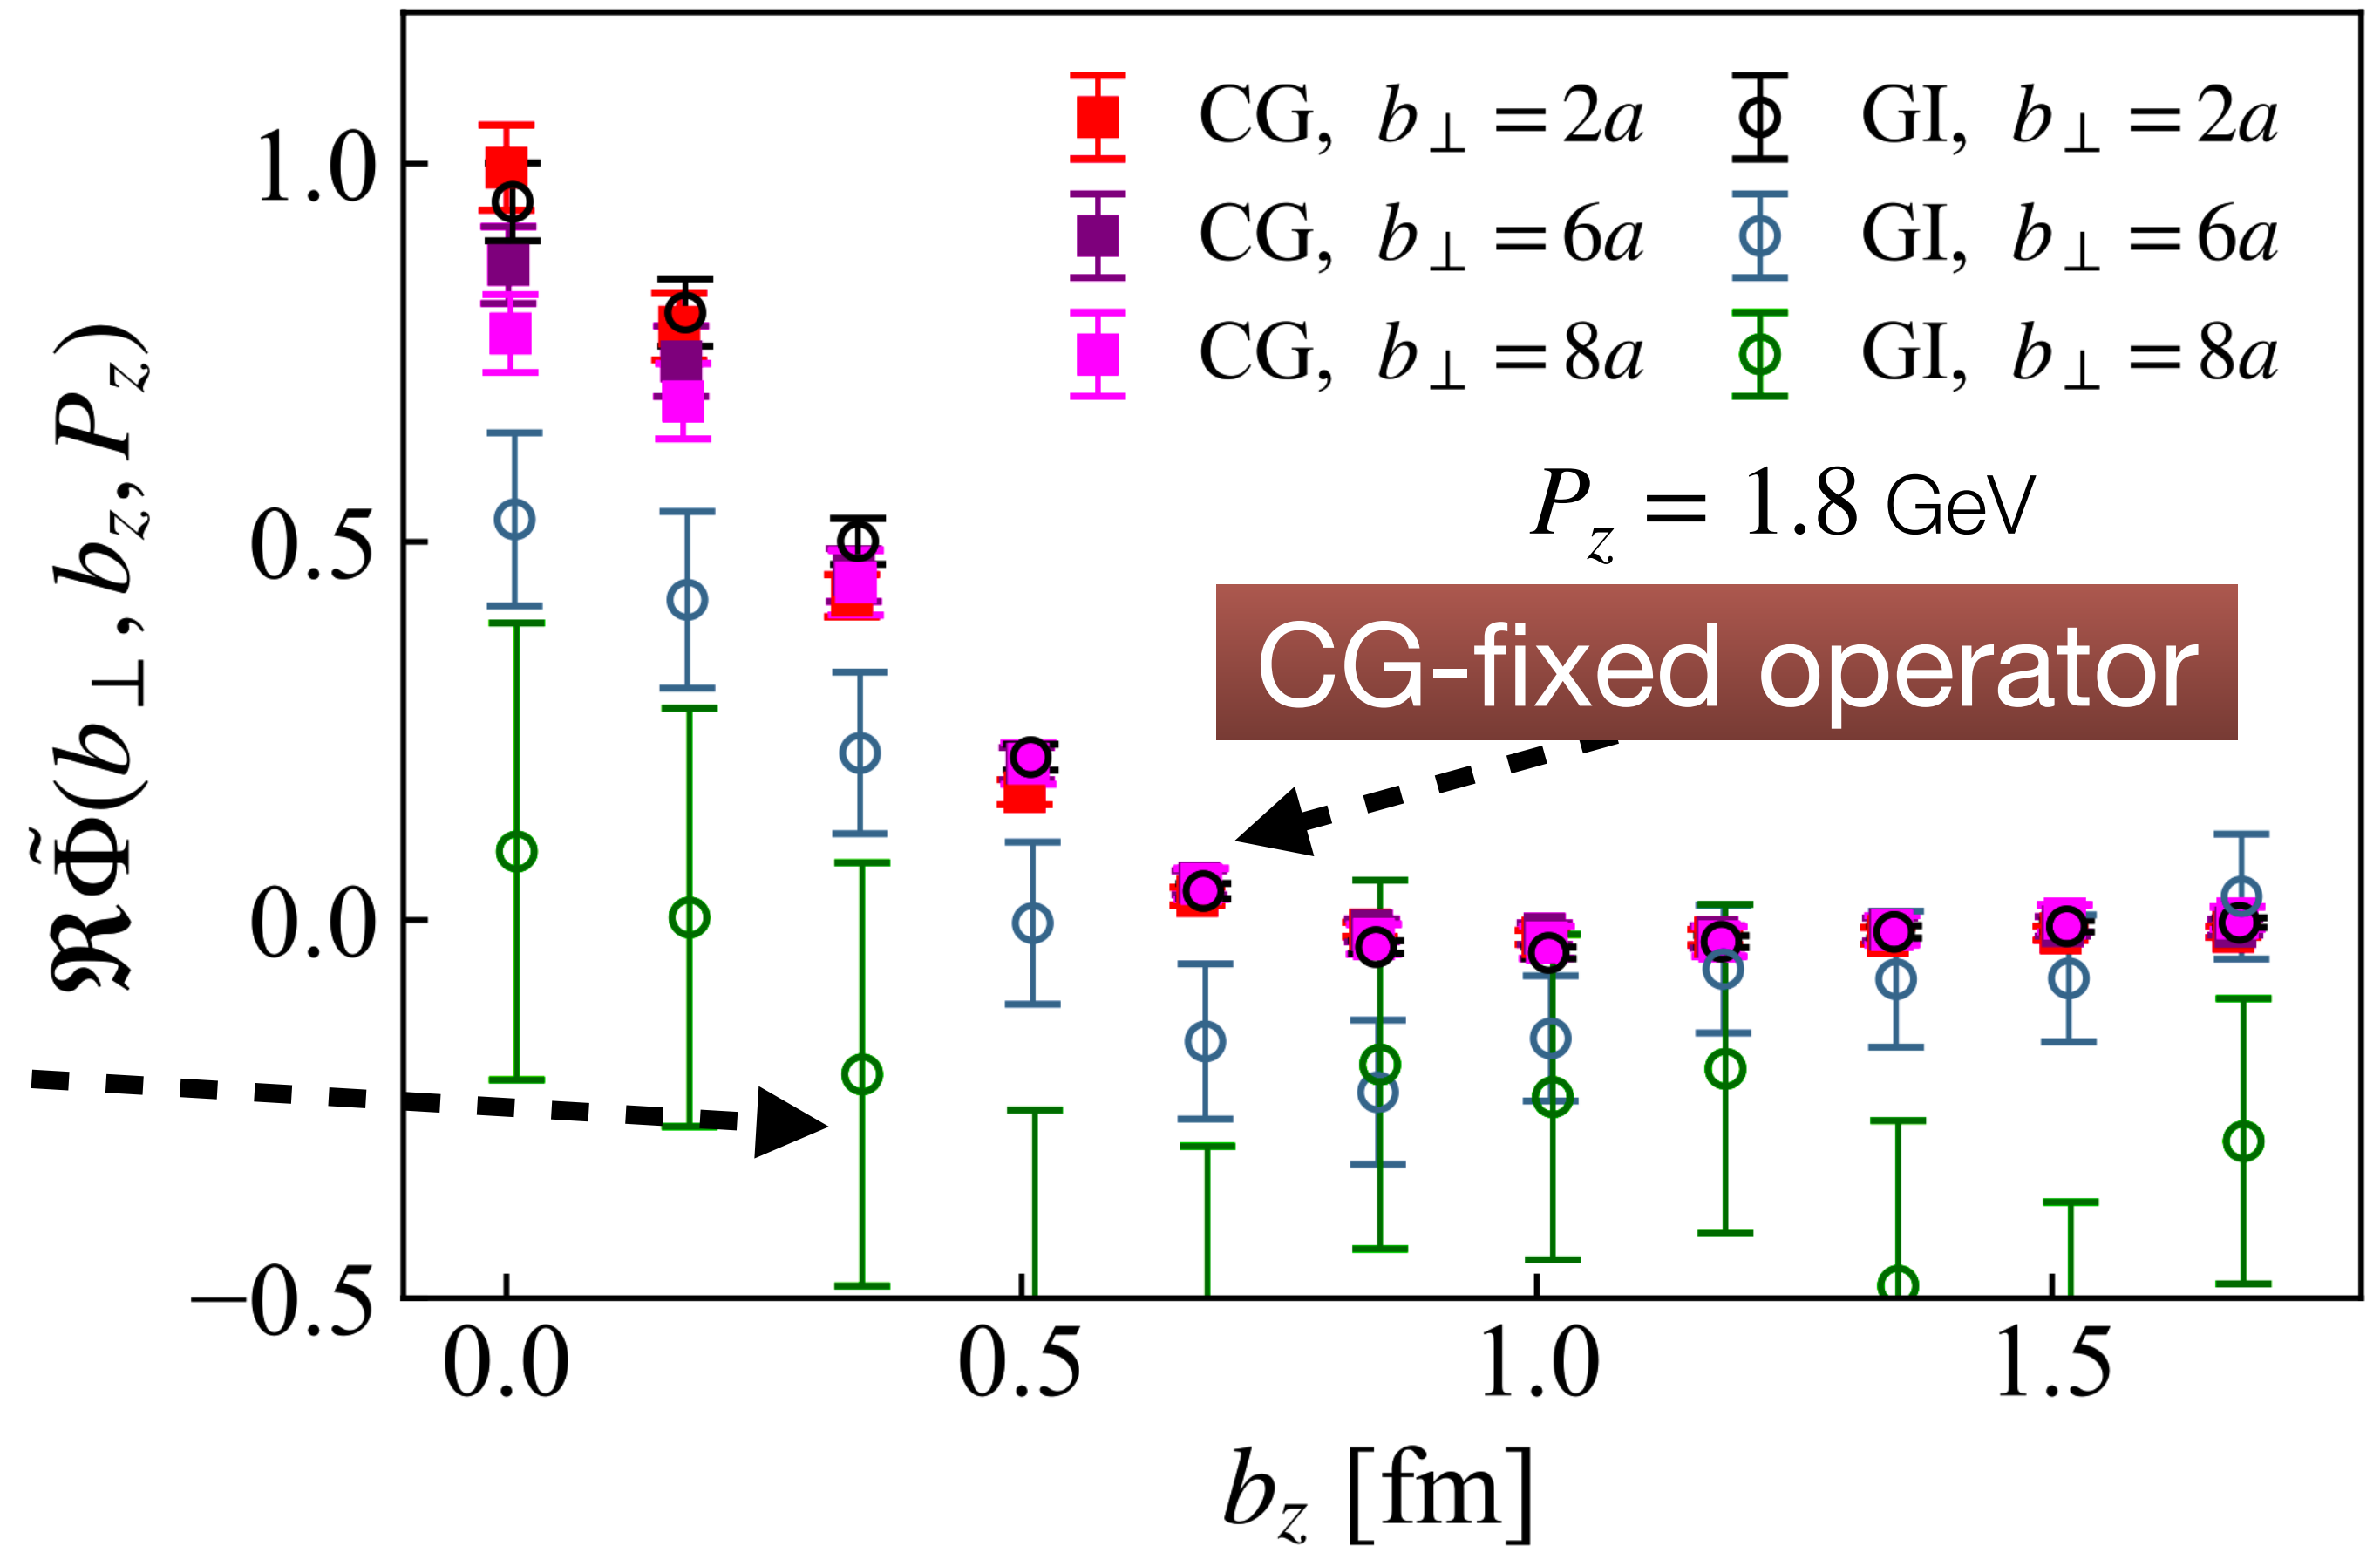 CG, b⊥ = 2a
GI, b⊥ = 2a
CG, b⊥ = 6a
GI, b⊥ = 6a
CG, b⊥ = 8a
GI, b⊥ = 8a
P_z = 1.8 GeV
CG-fixed operator
ℜΦ̃(b⊥, b_z, P_z)
1.0
0.5
0.0
−0.5
0.0 0.5 1.0 1.5
b_z [fm]